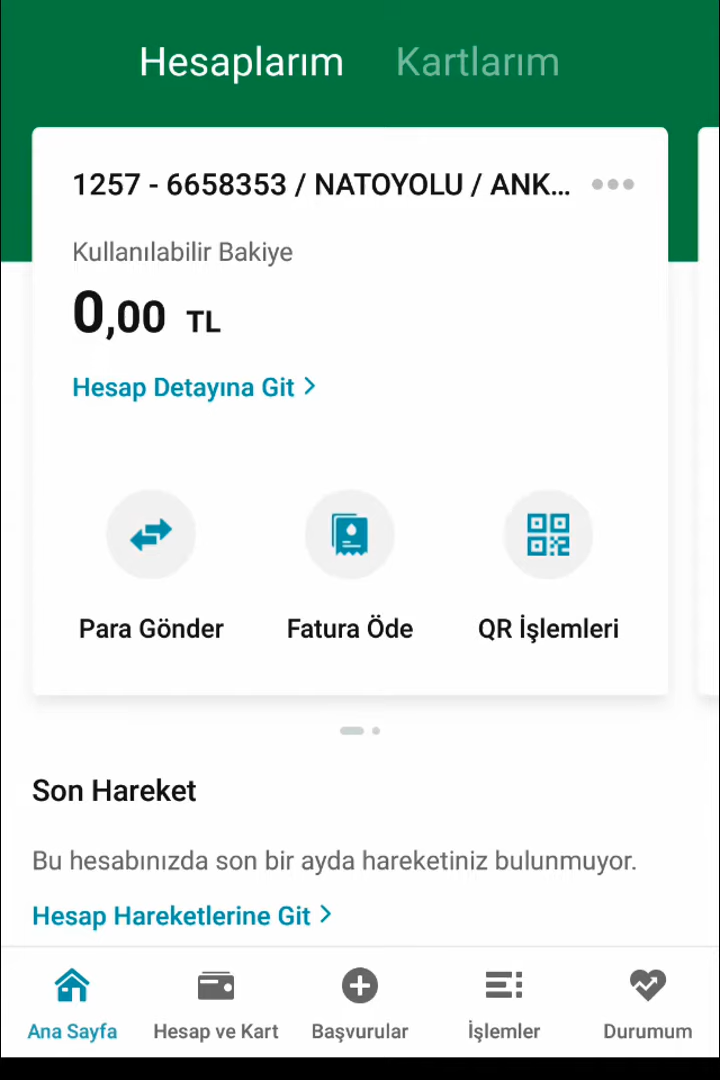 Hesaplarım Kartlarım
1257 - 6658353 / NATOYOLU / ANK...
Kullanılabilir Bakiye
0,00 TL
Hesap Detayına Git
Para Gönder Fatura Öde QR İşlemleri
Son Hareket
Bu hesabınızda son bir ayda hareketiniz bulunmuyor.
Hesap Hareketlerine Git
Ana Sayfa Hesap ve Kart Başvurular İşlemler Durumum